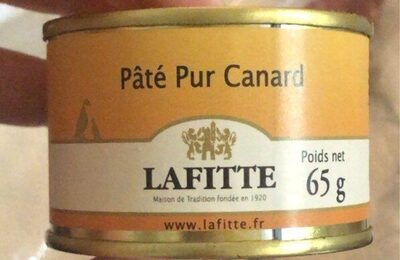 Pâté Pur Canard
LAFITTE
Maison de Tradition fondée en 1920
Poids net
65 g
www.lafitte.fr